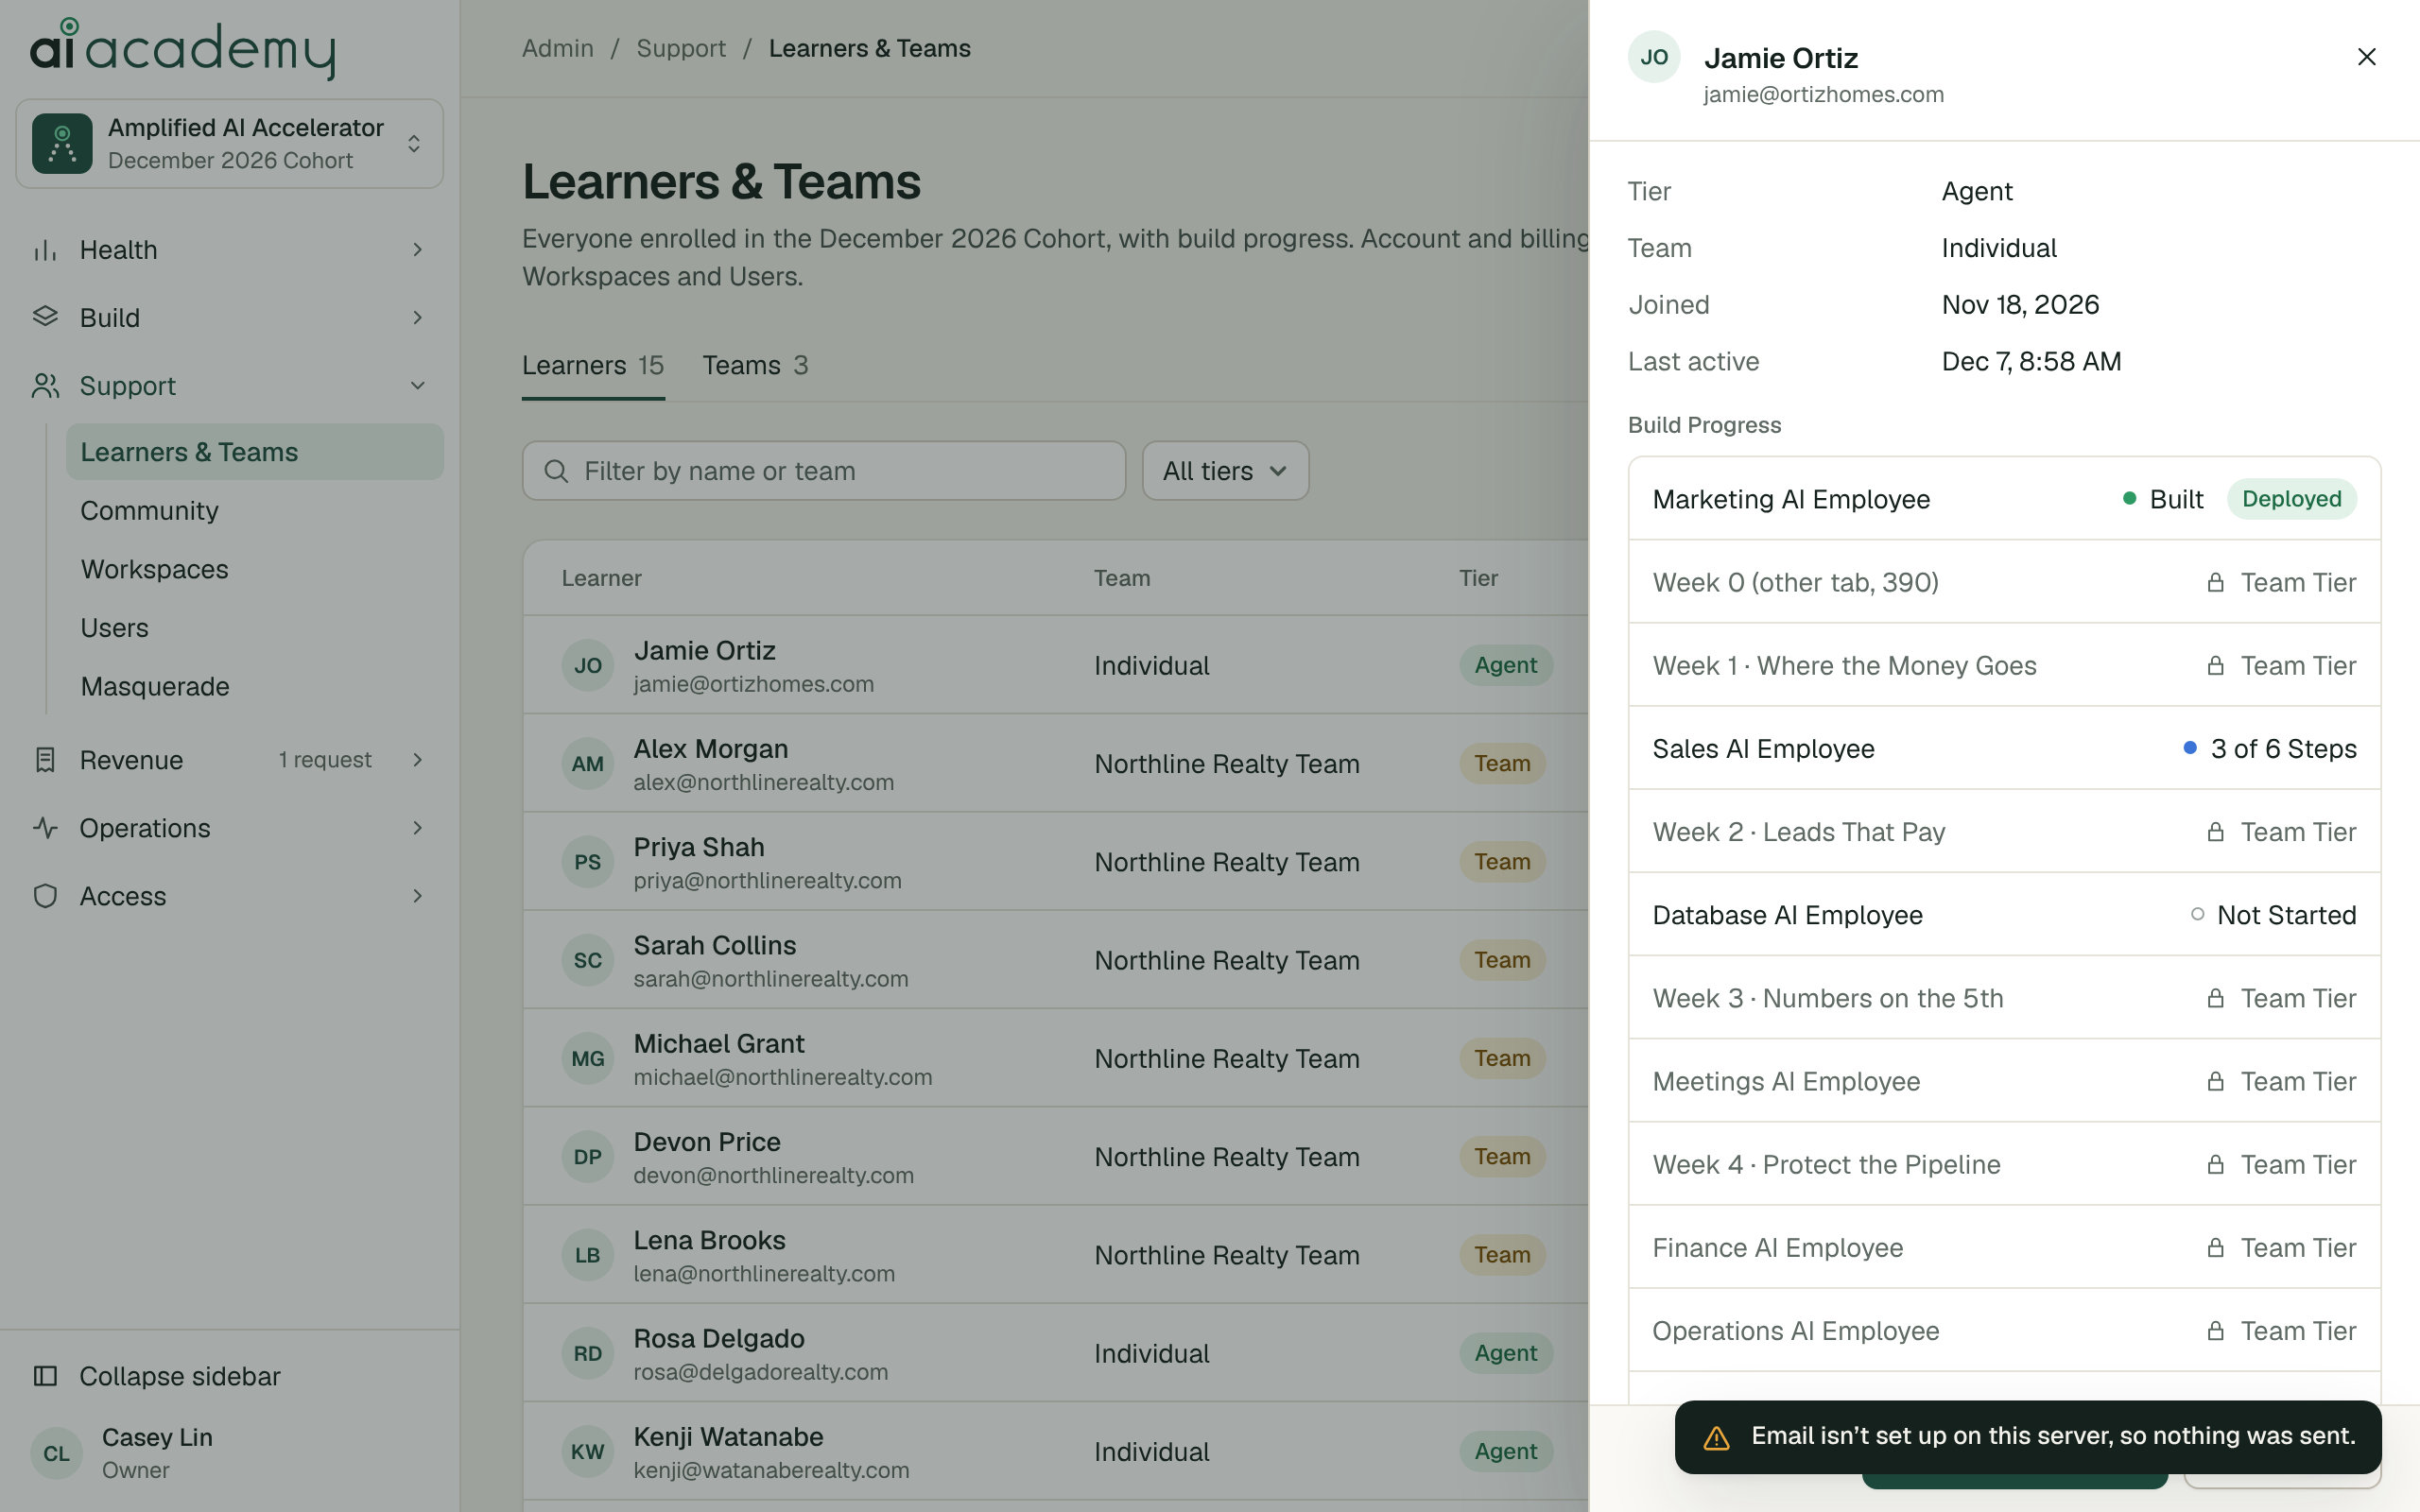 ai academy
Amplified AI Accelerator
December 2026 Cohort
Health
Build
Support
Learners & Teams
Community
Workspaces
Users
Masquerade
Revenue 1 request
Operations
Access
Collapse sidebar
CL
Casey Lin
Owner
Admin / Support / Learners & Teams
Learners & Teams
Everyone enrolled in the December 2026 Cohort, with build progress. Account and billing
Workspaces and Users.
Learners 15 Teams 3
Filter by name or team
All tiers
Learner Team Tier
JO Jamie Ortiz Individual Agent
jamie@ortizhomes.com
AM Alex Morgan Northline Realty Team Team
alex@northlinerealty.com
PS Priya Shah Northline Realty Team Team
priya@northlinerealty.com
SC Sarah Collins Northline Realty Team Team
sarah@northlinerealty.com
MG Michael Grant Northline Realty Team Team
michael@northlinerealty.com
DP Devon Price Northline Realty Team Team
devon@northlinerealty.com
LB Lena Brooks Northline Realty Team Team
lena@northlinerealty.com
RD Rosa Delgado Individual Agent
rosa@delgadorealty.com
KW Kenji Watanabe Individual Agent
kenji@watanaberealty.com
JO Jamie Ortiz
jamie@ortizhomes.com
Tier Agent
Team Individual
Joined Nov 18, 2026
Last active Dec 7, 8:58 AM
Build Progress
Marketing AI Employee Built Deployed
Week 0 (other tab, 390) Team Tier
Week 1 · Where the Money Goes Team Tier
Sales AI Employee 3 of 6 Steps
Week 2 · Leads That Pay Team Tier
Database AI Employee Not Started
Week 3 · Numbers on the 5th Team Tier
Meetings AI Employee Team Tier
Week 4 · Protect the Pipeline Team Tier
Finance AI Employee Team Tier
Operations AI Employee Team Tier
Email isn’t set up on this server, so nothing was sent.